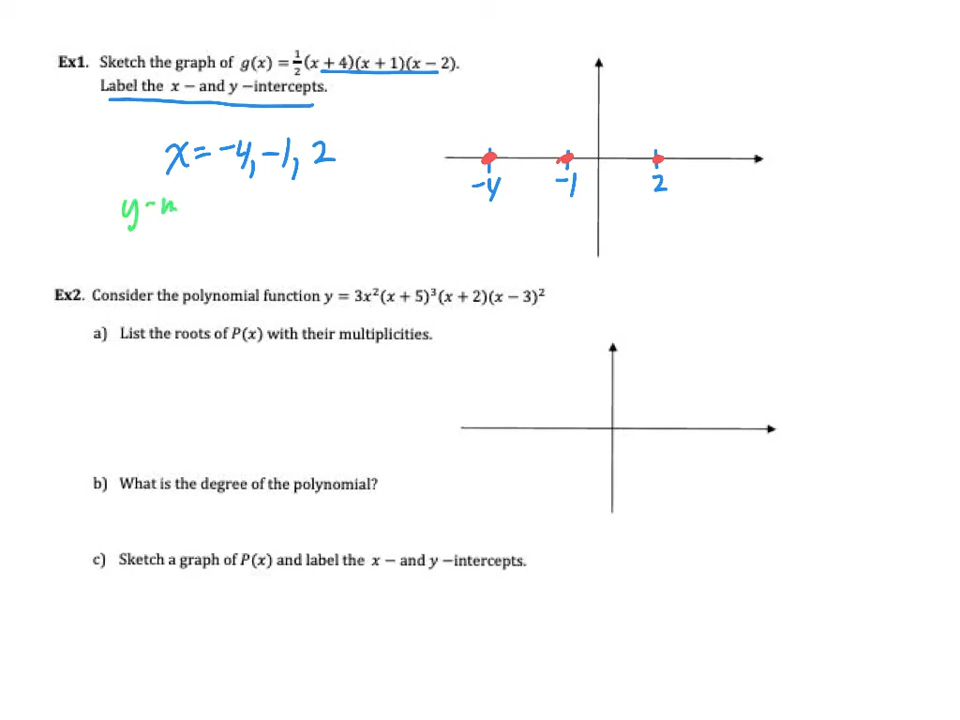 Ex1. Sketch the graph of g(x) = 1/2(x + 4)(x + 1)(x − 2).
Label the x − and y −intercepts.
x = -4, -1, 2
y-n
-4 -1 2
Ex2. Consider the polynomial function y = 3x²(x + 5)³(x + 2)(x − 3)²
a) List the roots of P(x) with their multiplicities.
b) What is the degree of the polynomial?
c) Sketch a graph of P(x) and label the x − and y −intercepts.